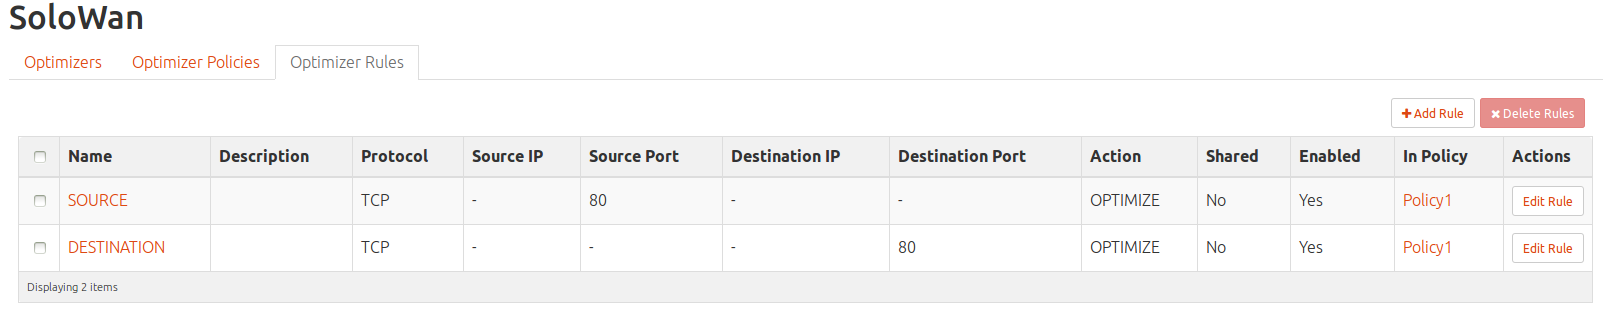 SoloWan
Optimizers Optimizer Policies Optimizer Rules
+ Add Rule × Delete Rules
Name Description Protocol Source IP Source Port Destination IP Destination Port Action Shared Enabled In Policy Actions
SOURCE TCP - 80 - - OPTIMIZE No Yes Policy1 Edit Rule
DESTINATION TCP - - - 80 OPTIMIZE No Yes Policy1 Edit Rule
Displaying 2 items